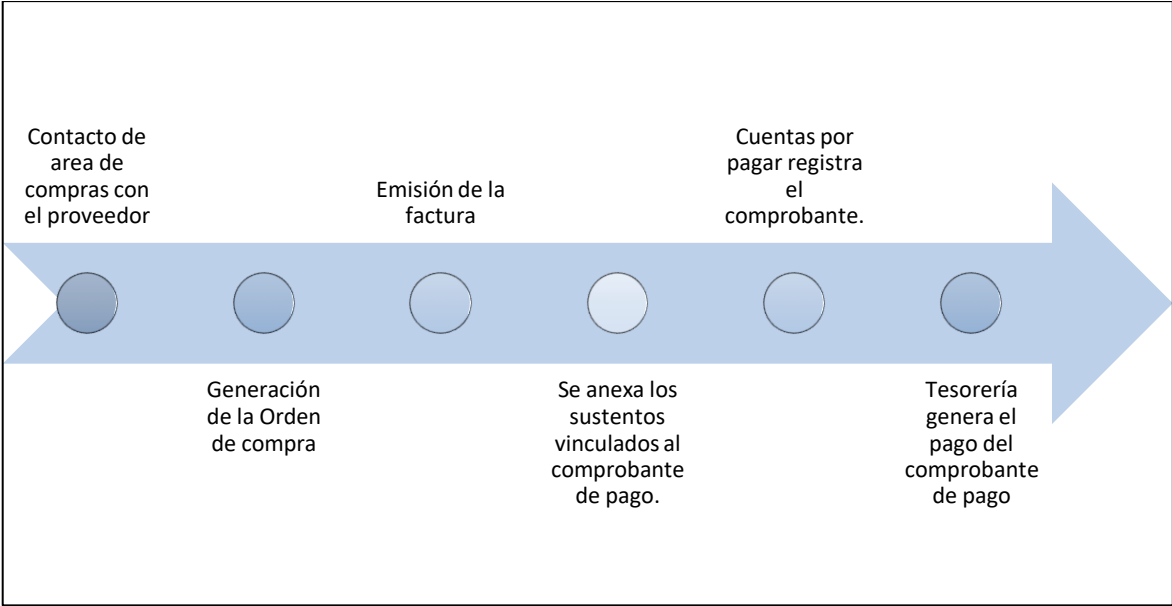 Contacto de
area de
compras con
el proveedor
Generación
de la Orden
de compra
Emisión de la
factura
Se anexa los
sustentos
vinculados al
comprobante
de pago.
Cuentas por
pagar registra
el
comprobante.
Tesorería
genera el
pago del
comprobante
de pago